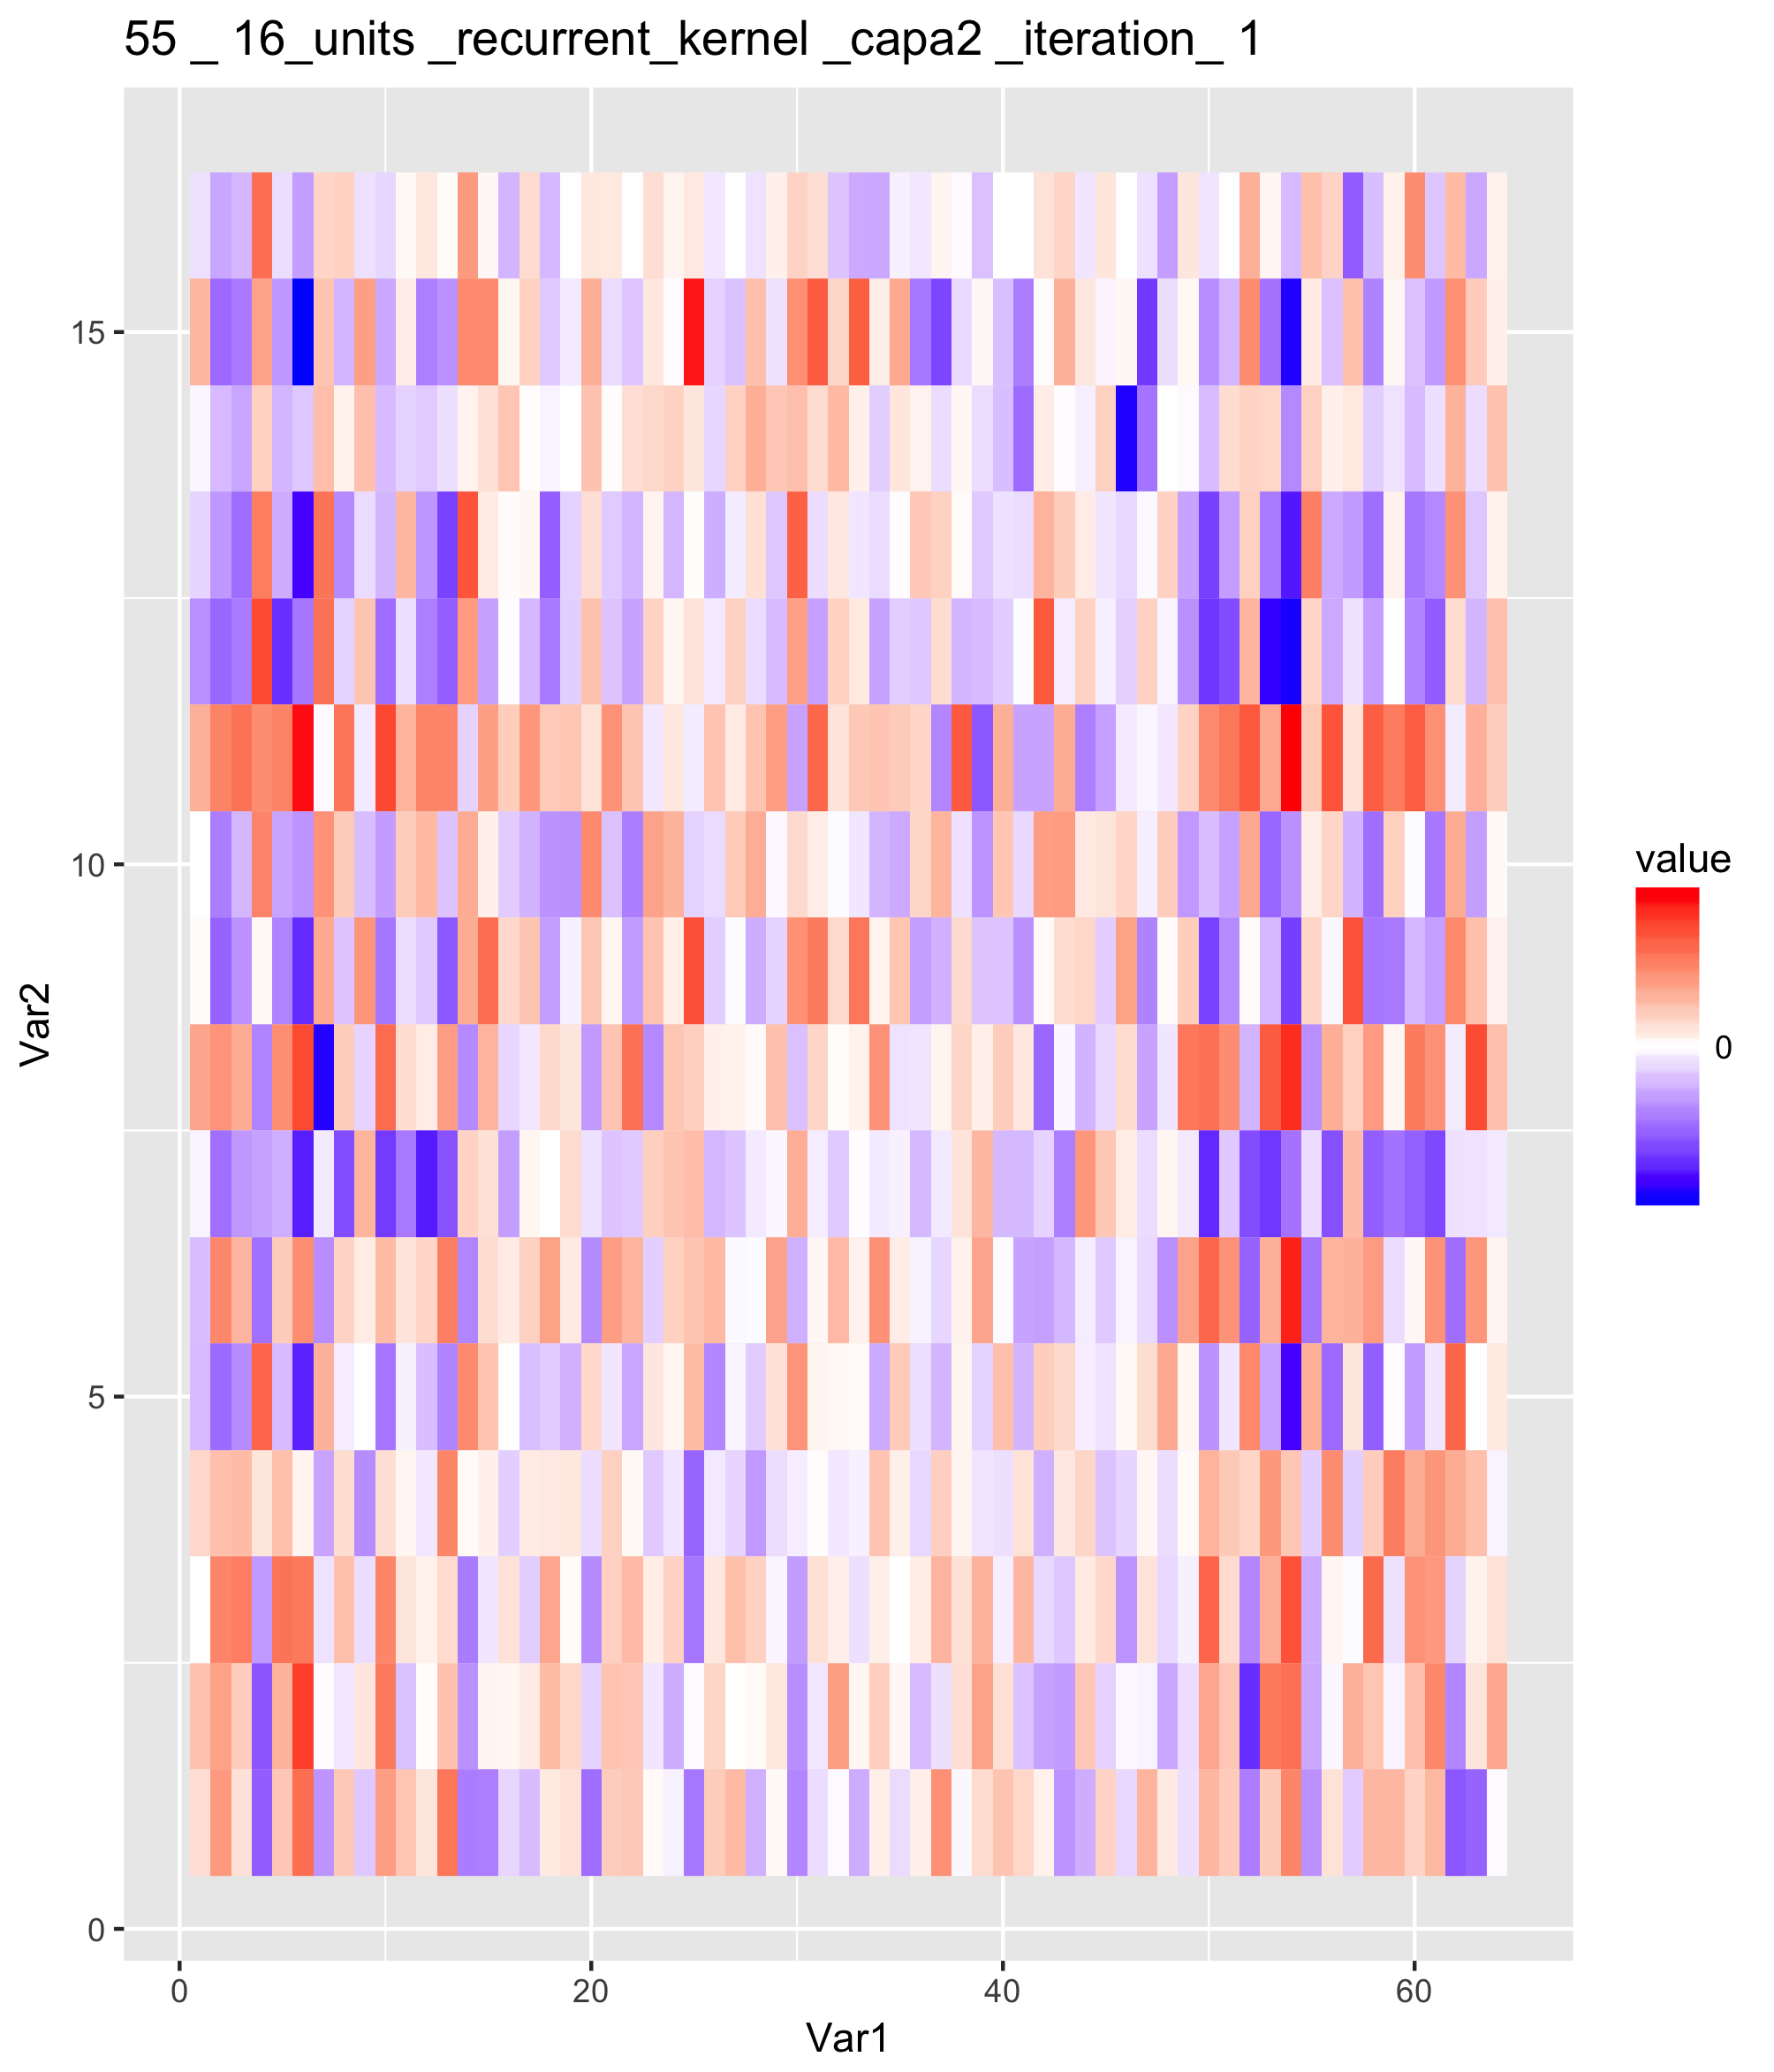 55 _ 16_units _recurrent_kernel _capa2 _iteration_ 1
15
10
5
0
Var2
0
20
40
60
Var1
value
0